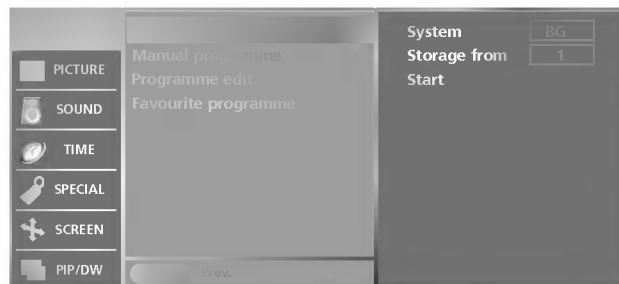 PICTURE
SOUND
TIME
SPECIAL
SCREEN
PIP/DW
Manual programme
Programme edit
Favourite programme
Prev.
System BG
Storage from 1
Start